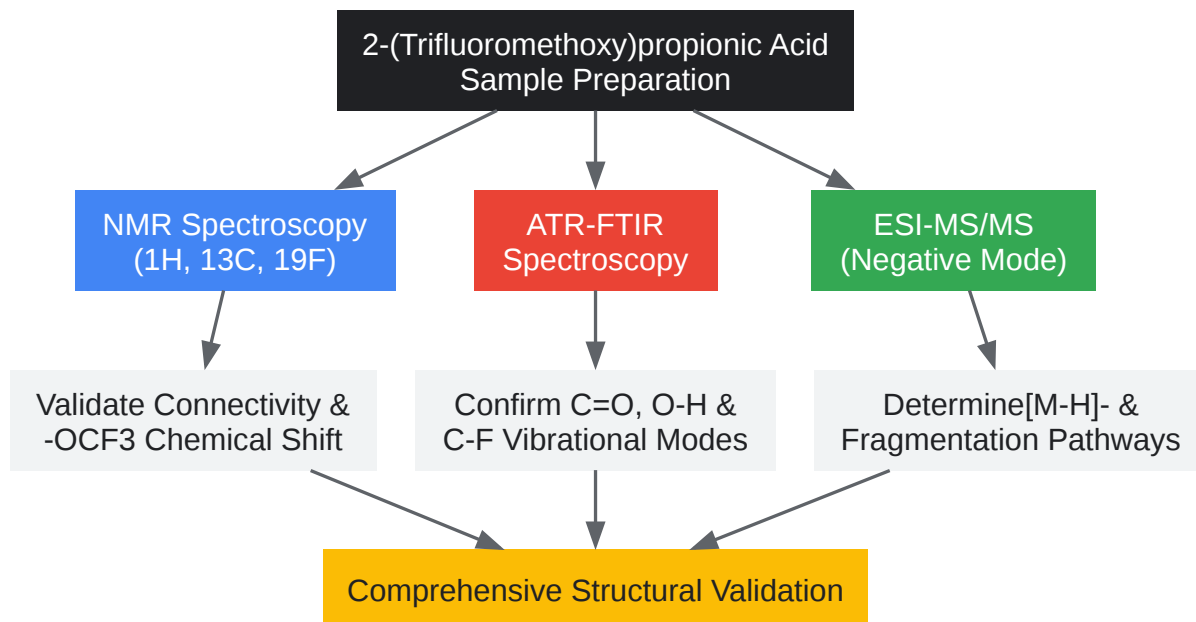 2-(Trifluoromethoxy)propionic Acid
Sample Preparation
NMR Spectroscopy
(1H, 13C, 19F)
ATR-FTIR
Spectroscopy
ESI-MS/MS
(Negative Mode)
Validate Connectivity &
-OCF3 Chemical Shift
Confirm C=O, O-H &
C-F Vibrational Modes
Determine[M-H]- &
Fragmentation Pathways
Comprehensive Structural Validation